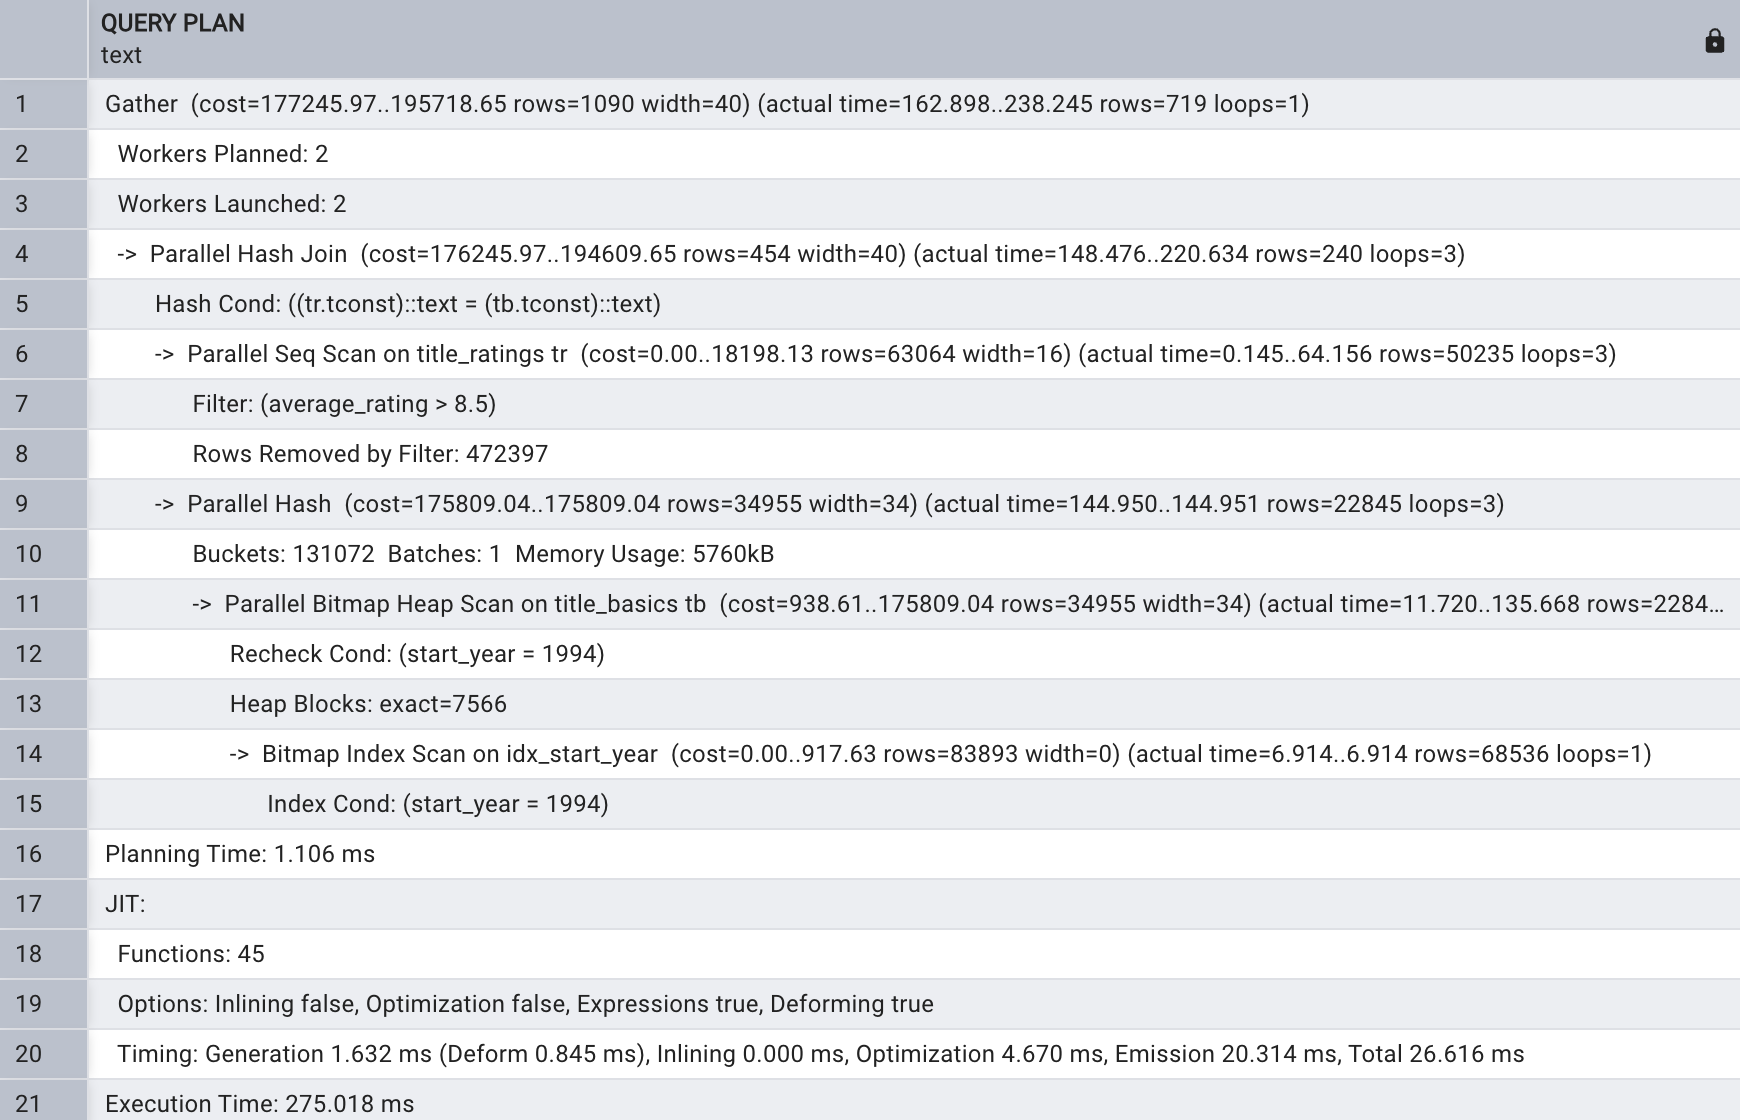 QUERY PLAN
text
1 Gather (cost=177245.97..195718.65 rows=1090 width=40) (actual time=162.898..238.245 rows=719 loops=1)
2 Workers Planned: 2
3 Workers Launched: 2
4 -> Parallel Hash Join (cost=176245.97..194609.65 rows=454 width=40) (actual time=148.476..220.634 rows=240 loops=3)
5 Hash Cond: ((tr.tconst)::text = (tb.tconst)::text)
6 -> Parallel Seq Scan on title_ratings tr (cost=0.00..18198.13 rows=63064 width=16) (actual time=0.145..64.156 rows=50235 loops=3)
7 Filter: (average_rating > 8.5)
8 Rows Removed by Filter: 472397
9 -> Parallel Hash (cost=175809.04..175809.04 rows=34955 width=34) (actual time=144.950..144.951 rows=22845 loops=3)
10 Buckets: 131072 Batches: 1 Memory Usage: 5760kB
11 -> Parallel Bitmap Heap Scan on title_basics tb (cost=938.61..175809.04 rows=34955 width=34) (actual time=11.720..135.668 rows=2284...
12 Recheck Cond: (start_year = 1994)
13 Heap Blocks: exact=7566
14 -> Bitmap Index Scan on idx_start_year (cost=0.00..917.63 rows=83893 width=0) (actual time=6.914..6.914 rows=68536 loops=1)
15 Index Cond: (start_year = 1994)
16 Planning Time: 1.106 ms
17 JIT:
18 Functions: 45
19 Options: Inlining false, Optimization false, Expressions true, Deforming true
20 Timing: Generation 1.632 ms (Deform 0.845 ms), Inlining 0.000 ms, Optimization 4.670 ms, Emission 20.314 ms, Total 26.616 ms
21 Execution Time: 275.018 ms